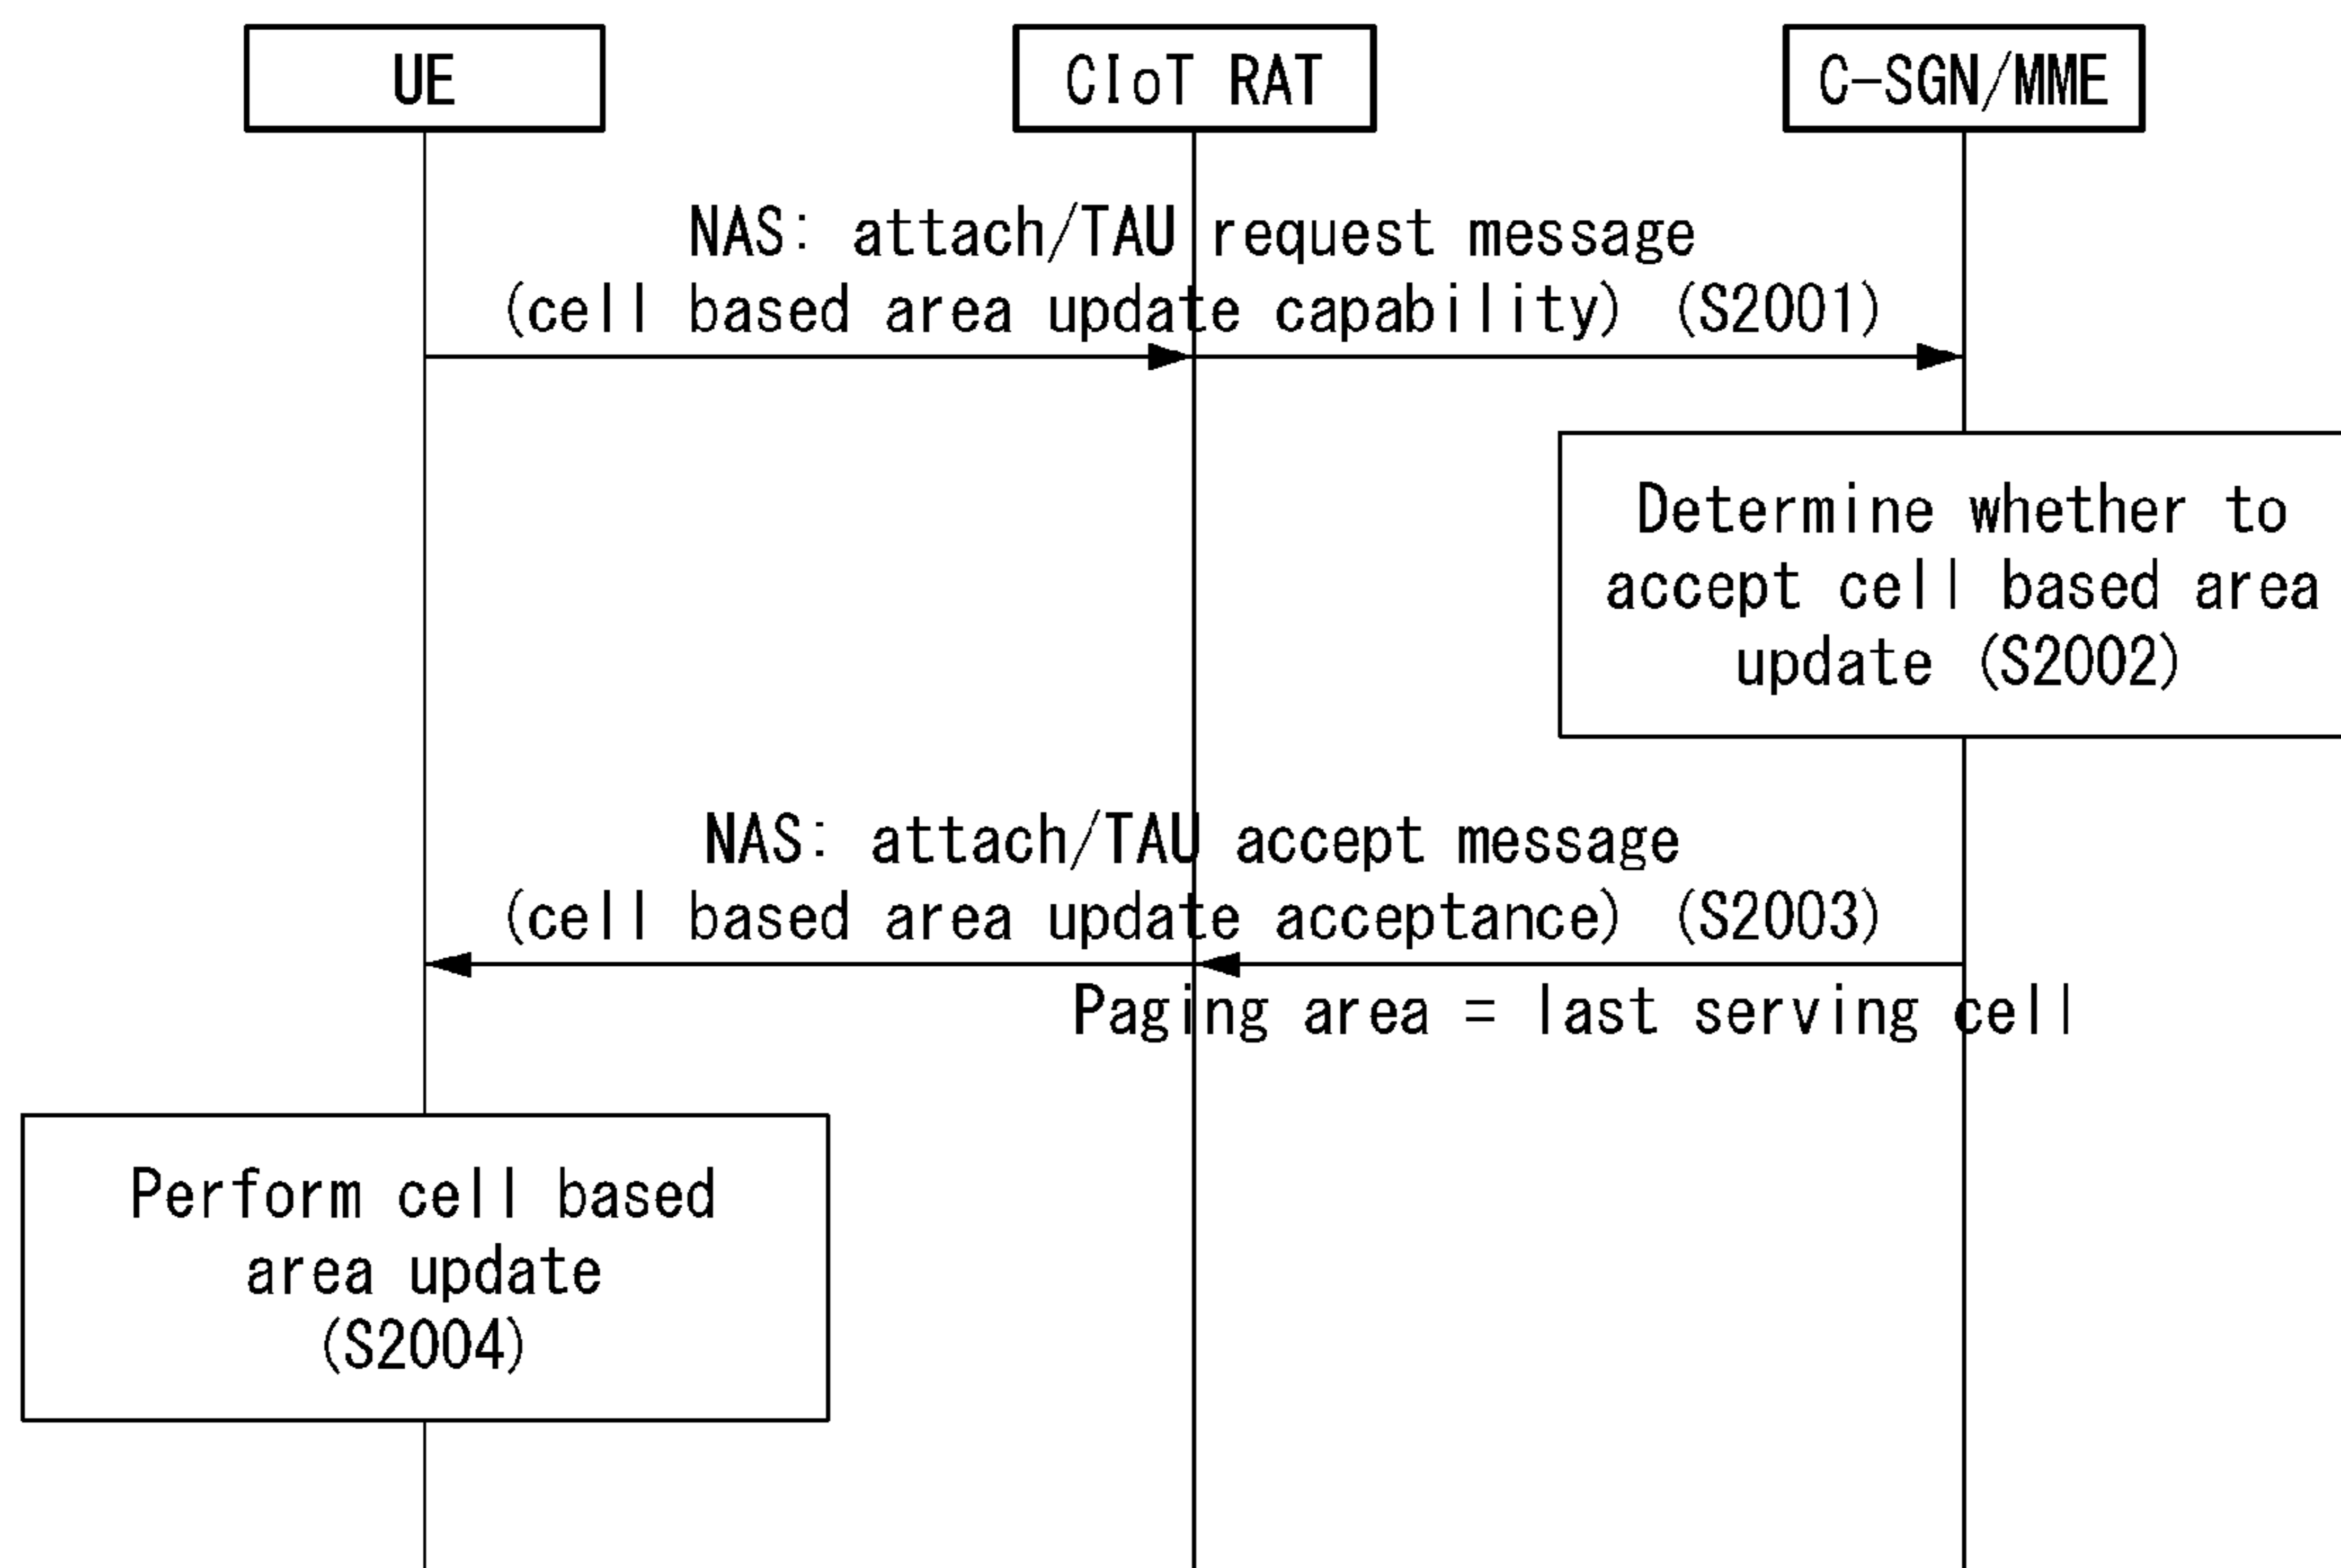 UE
CIoT RAT
C-SGN/MME
NAS: attach/TAU request message
(cell based area update capability) (S2001)
Determine whether to
accept cell based area
update (S2002)
NAS: attach/TAU accept message
(cell based area update acceptance) (S2003)
Paging area = last serving cell
Perform cell based
area update
(S2004)